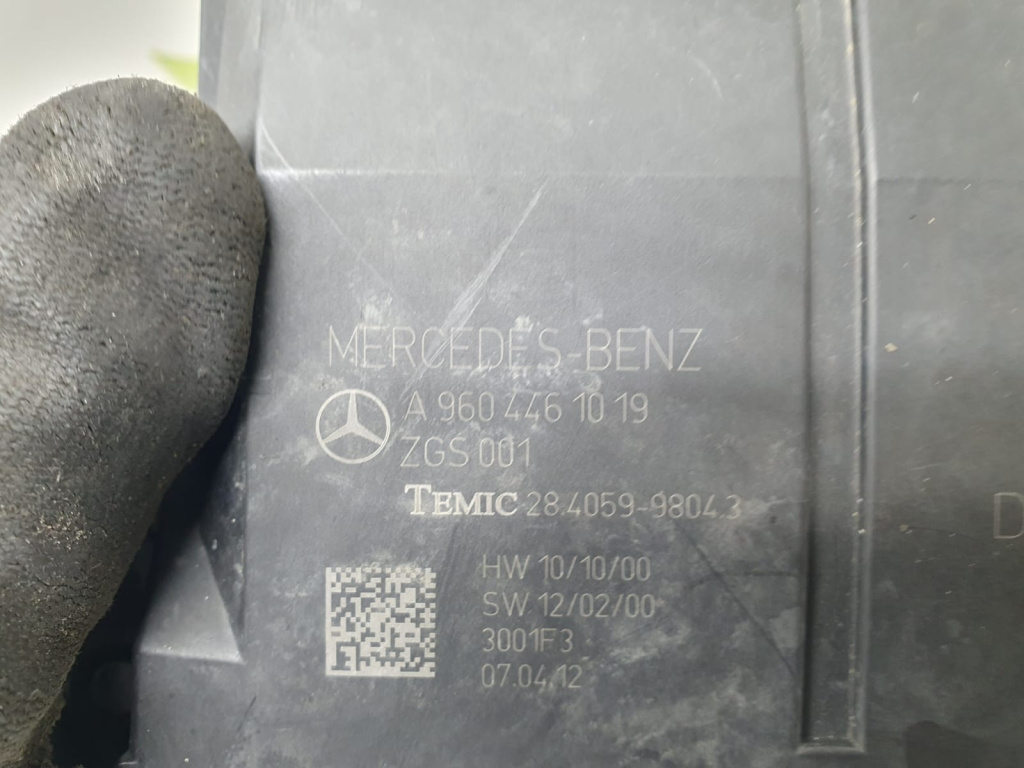 MERCEDES-BENZ
A 960 446 10 19
ZGS 001
TEMIC 28.4059-9804.3
HW 10/10/00
SW 12/02/00
3001F3
07.04.12
D